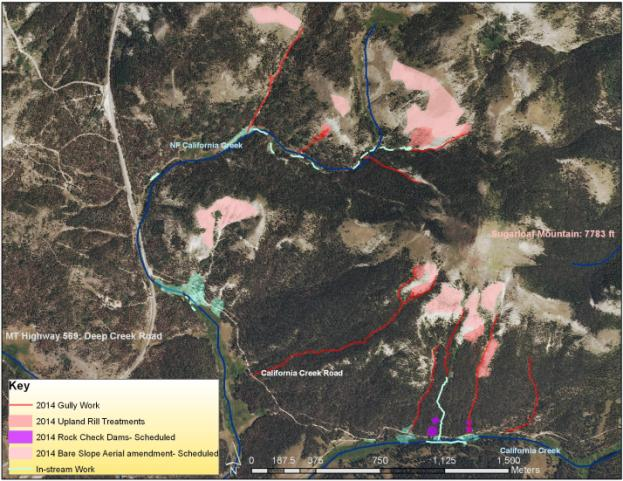 NF California Creek
Sugarloaf Mountain: 7783 ft
MT Highway 569: Deep Creek Road
California Creek Road
California Creek
Key
2014 Gully Work
2014 Upland Rill Treatments
2014 Rock Check Dams- Scheduled
2014 Bare Slope Aerial amendment- Scheduled
In-stream Work
N
0 187.5 375 750 1,125 1,500
Meters